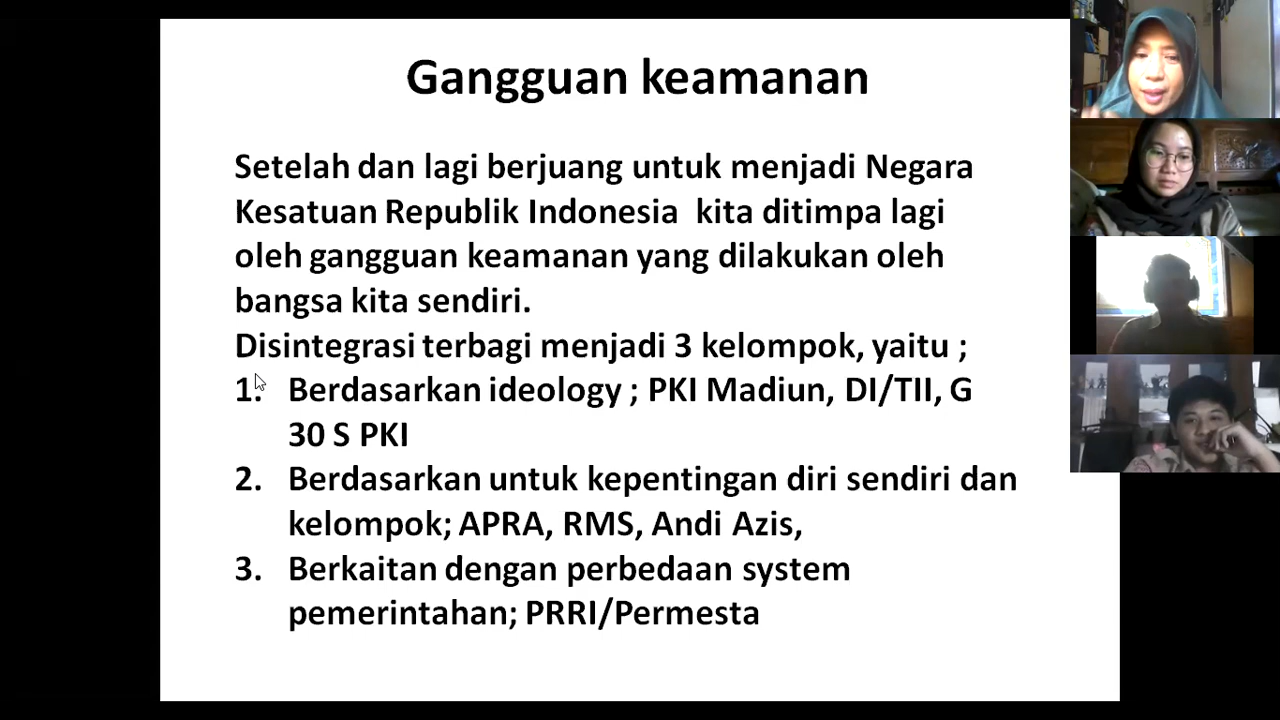 Gangguan keamanan
Setelah dan lagi berjuang untuk menjadi Negara
Kesatuan Republik Indonesia kita ditimpa lagi
oleh gangguan keamanan yang dilakukan oleh
bangsa kita sendiri.
Disintegrasi terbagi menjadi 3 kelompok, yaitu ;
1. Berdasarkan ideology ; PKI Madiun, DI/TII, G
30 S PKI
2. Berdasarkan untuk kepentingan diri sendiri dan
kelompok; APRA, RMS, Andi Azis,
3. Berkaitan dengan perbedaan system
pemerintahan; PRRI/Permesta